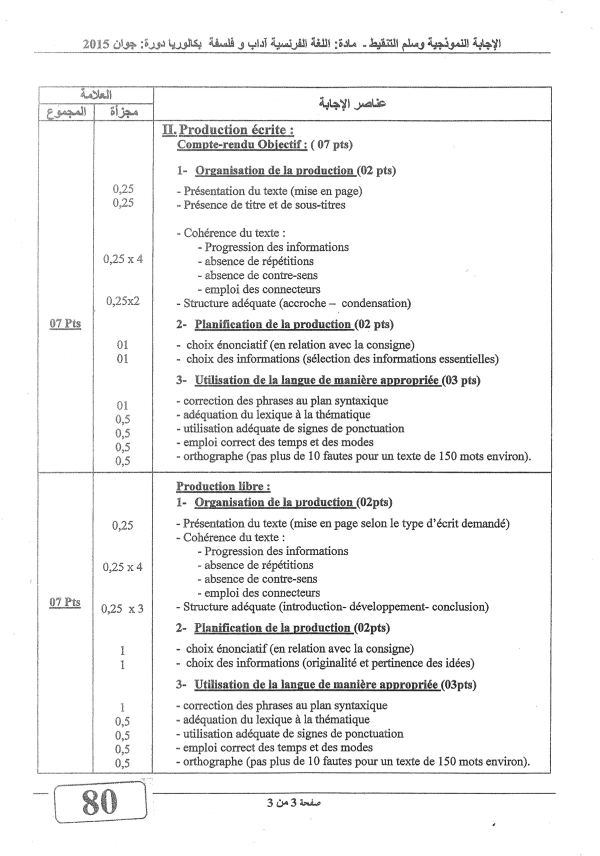 الإجابة النموذجية وسلم التنقيط - مادة: اللغة الفرنسية آداب و فلسفة بكالوريا دورة: جوان 2015
العلامة
عناصر الإجابة
مجزأة
المجموع
II. Production écrite :
Compte-rendu Objectif : ( 07 pts)
1- Organisation de la production (02 pts)
0,25 - Présentation du texte (mise en page)
0,25 - Présence de titre et de sous-titres
- Cohérence du texte :
- Progression des informations
0,25 x 4 - absence de répétitions
- absence de contre-sens
- emploi des connecteurs
0,25x2 - Structure adéquate (accroche – condensation)
07 Pts 2- Planification de la production (02 pts)
01 - choix énonciatif (en relation avec la consigne)
01 - choix des informations (sélection des informations essentielles)
3- Utilisation de la langue de manière appropriée (03 pts)
01 - correction des phrases au plan syntaxique
0,5 - adéquation du lexique à la thématique
0,5 - utilisation adéquate de signes de ponctuation
0,5 - emploi correct des temps et des modes
0,5 - orthographe (pas plus de 10 fautes pour un texte de 150 mots environ).
Production libre :
1- Organisation de la production (02pts)
0,25 - Présentation du texte (mise en page selon le type d'écrit demandé)
- Cohérence du texte :
- Progression des informations
0,25 x 4 - absence de répétitions
- absence de contre-sens
- emploi des connecteurs
07 Pts 0,25 x 3 - Structure adéquate (introduction- développement- conclusion)
2- Planification de la production (02pts)
1 - choix énonciatif (en relation avec la consigne)
1 - choix des informations (originalité et pertinence des idées)
3- Utilisation de la langue de manière appropriée (03pts)
1 - correction des phrases au plan syntaxique
0,5 - adéquation du lexique à la thématique
0,5 - utilisation adéquate de signes de ponctuation
0,5 - emploi correct des temps et des modes
0,5 - orthographe (pas plus de 10 fautes pour un texte de 150 mots environ).
80
صفحة 3 من 3